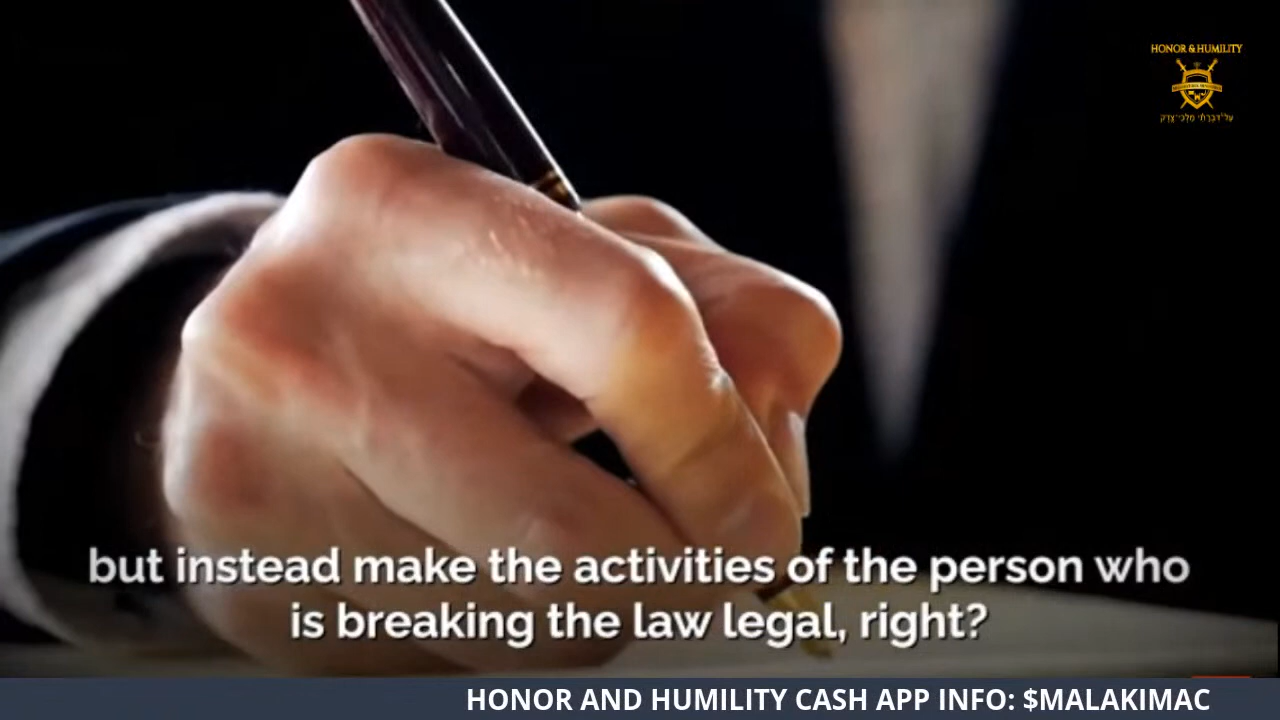 HONOR & HUMILITY
עַל־דִּבְרָתִי מַלְכִּי־צֶדֶק
but instead make the activities of the person who
is breaking the law legal, right?
HONOR AND HUMILITY CASH APP INFO: $MALAKIMAC